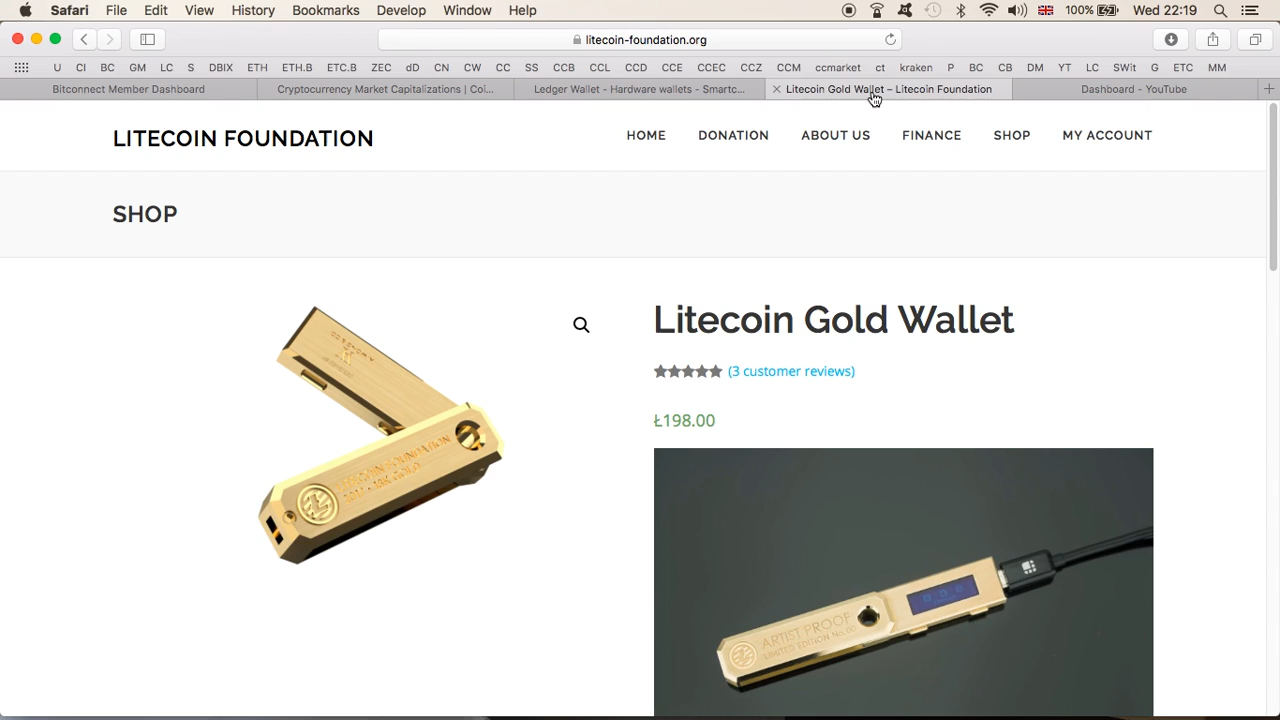 Safari File Edit View History Bookmarks Develop Window Help 100% Wed 22:19
litecoin-foundation.org
U CI BC GM LC S DBIX ETH ETH.B ETC.B ZEC dD CN CW CC SS CCB CCL CCD CCE CCEC CCZ CCM ccmarket ct kraken P BC CB DM YT LC SWit G ETC MM
Bitconnect Member Dashboard Cryptocurrency Market Capitalizations | Coi... Ledger Wallet - Hardware wallets - Smartc... Litecoin Gold Wallet – Litecoin Foundation Dashboard - YouTube
LITECOIN FOUNDATION HOME DONATION ABOUT US FINANCE SHOP MY ACCOUNT
SHOP
Litecoin Gold Wallet
(3 customer reviews)
Ł198.00
LITECOIN FOUNDATION
ARTIST PROOF
LIMITED EDITION No.00